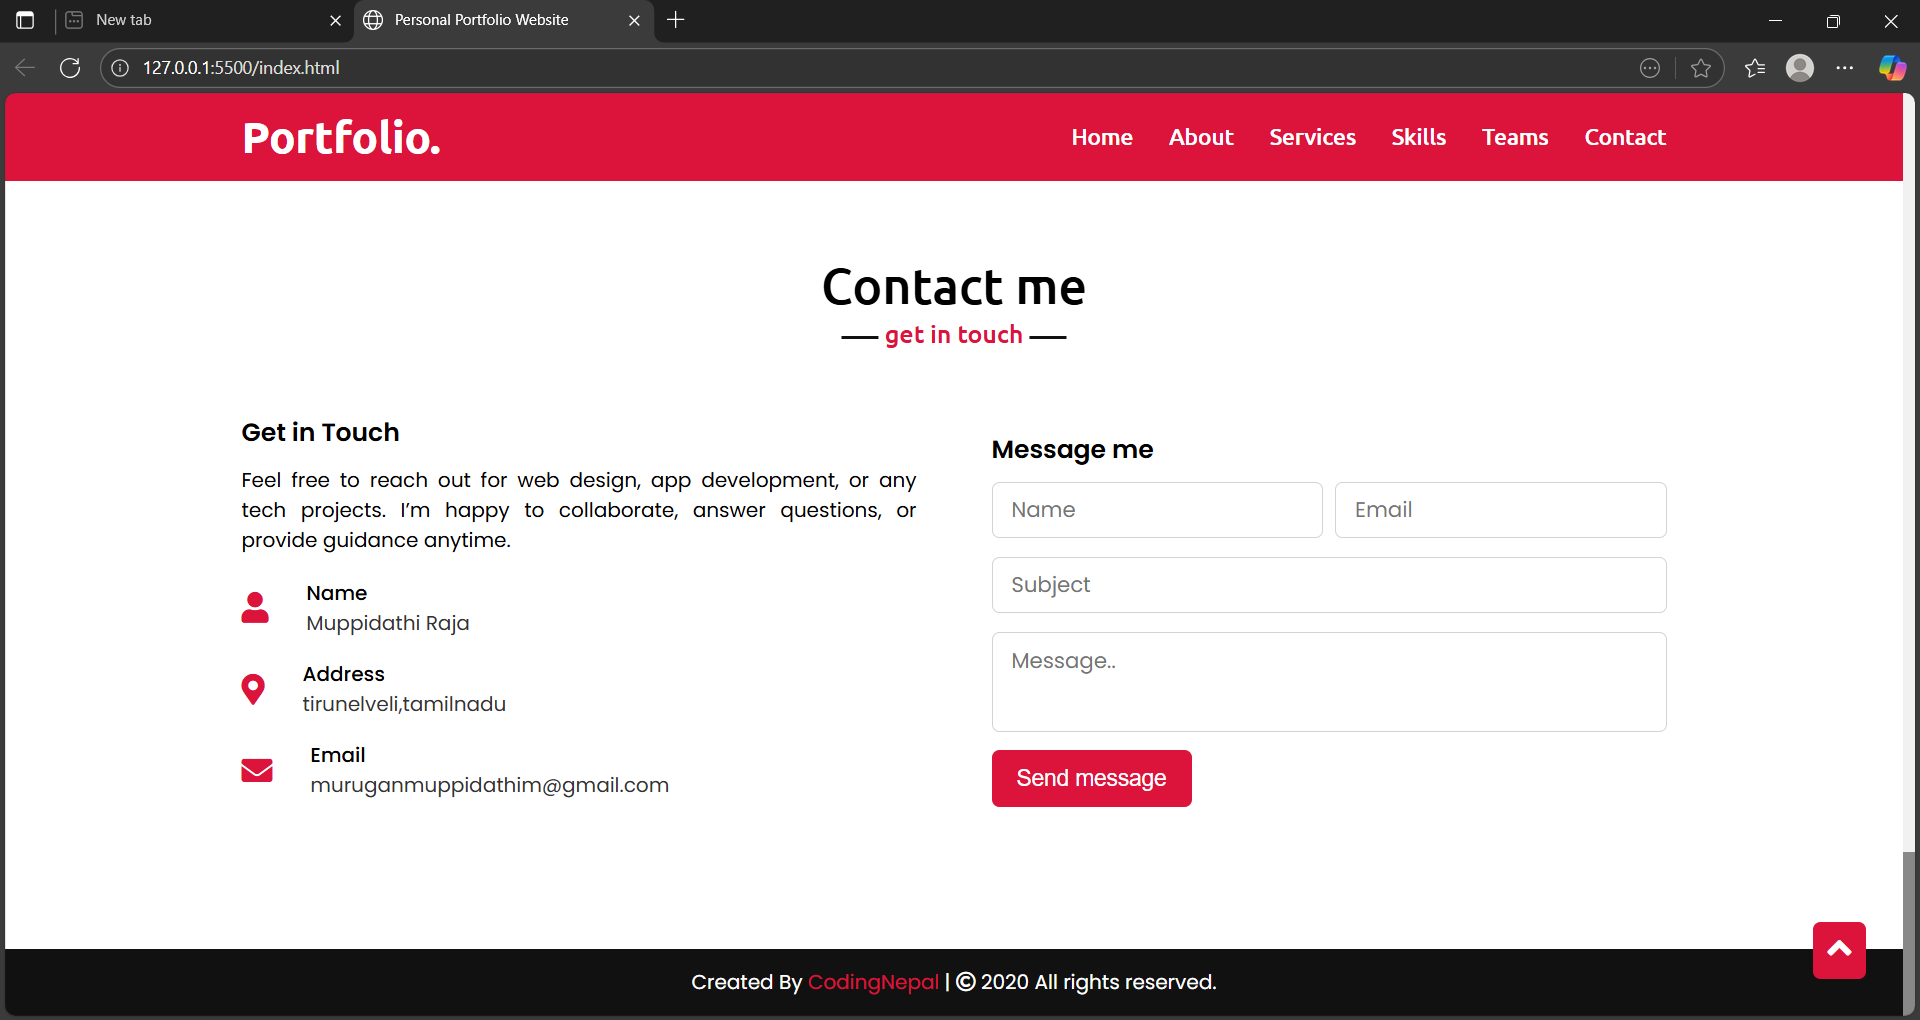 New tab
Personal Portfolio Website
127.0.0.1:5500/index.html
Portfolio.
Home About Services Skills Teams Contact
Contact me
get in touch
Get in Touch
Feel free to reach out for web design, app development, or any
tech projects. I’m happy to collaborate, answer questions, or
provide guidance anytime.
Name
Muppidathi Raja
Address
tirunelveli,tamilnadu
Email
muruganmuppidathim@gmail.com
Message me
Name Email
Subject
Message..
Send message
Created By CodingNepal | © 2020 All rights reserved.